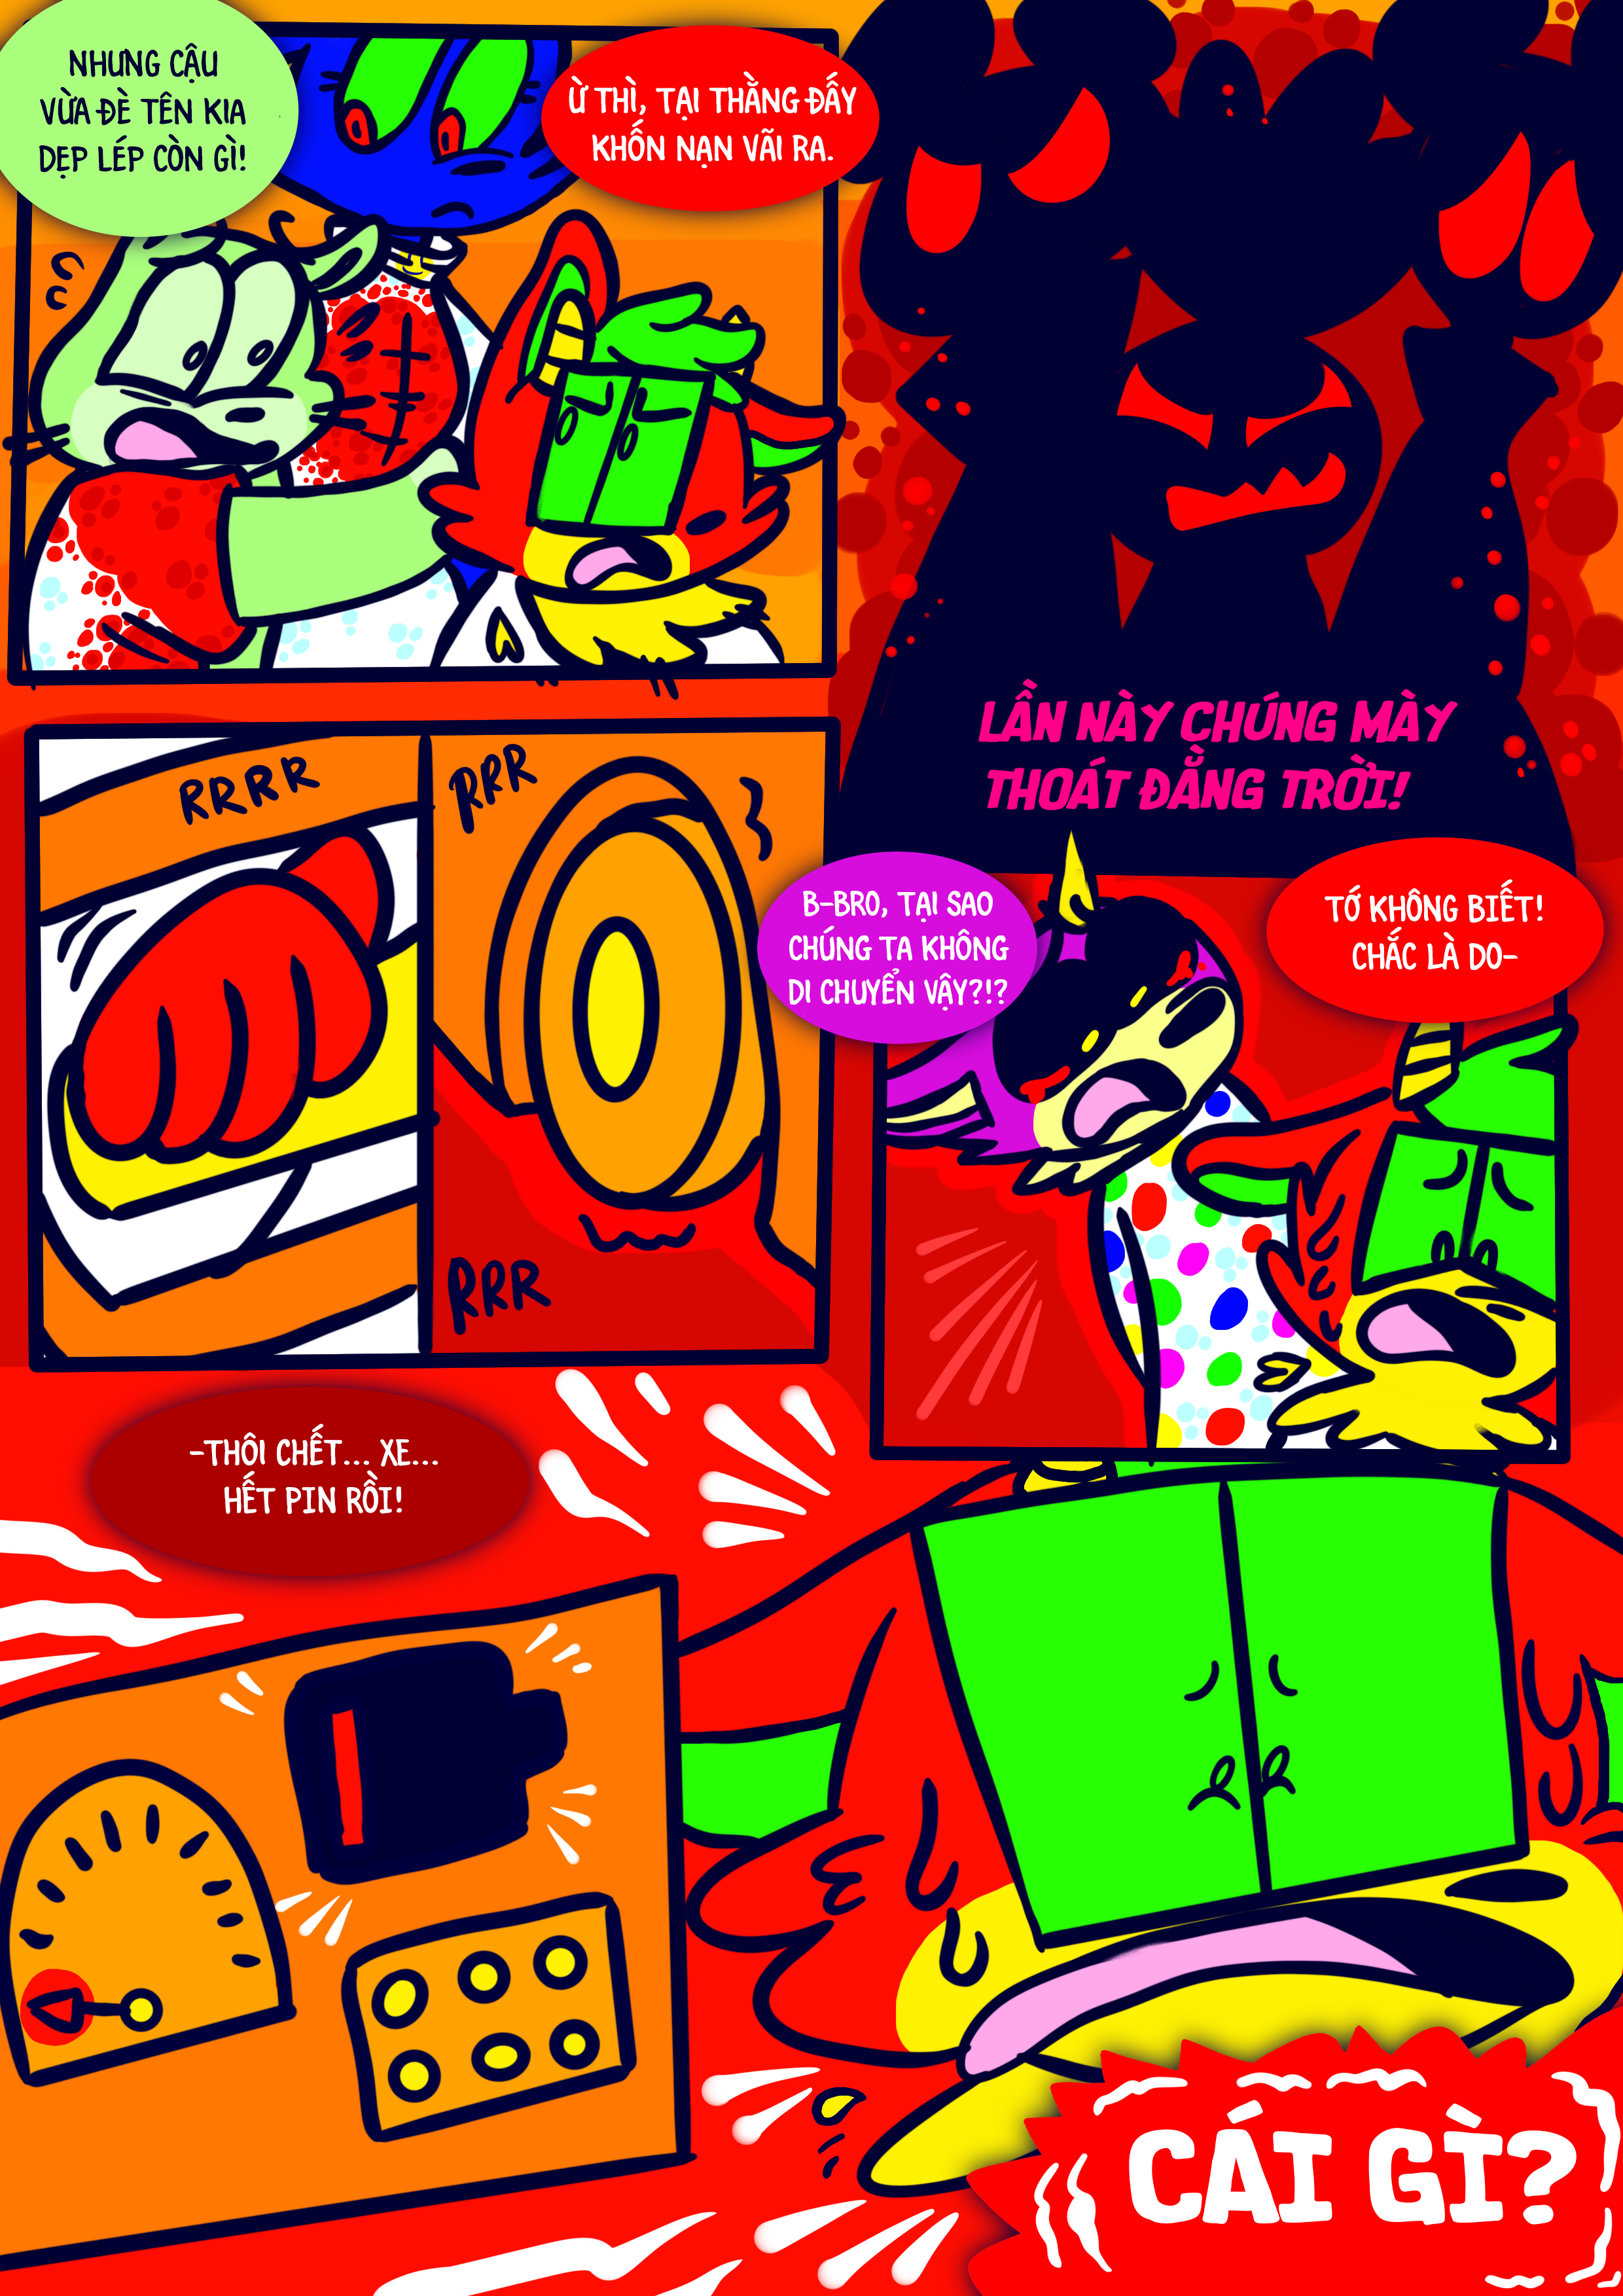 NHƯNG CẬU
VỪA ĐÈ TÊN KIA
DẸP LÉP CÒN GÌ!
Ừ THÌ, TẠI THẰNG ĐẤY
KHỐN NẠN VÃI RA.
LẦN NÀY CHÚNG MÀY
THOÁT ĐẰNG TRỜI!
RRRR
RRR
RRR
B-BRO, TẠI SAO
CHÚNG TA KHÔNG
DI CHUYỂN VẬY?!?
TỚ KHÔNG BIẾT!
CHẮC LÀ DO-
-THÔI CHẾT... XE...
HẾT PIN RỒI!
CÁI GÌ?